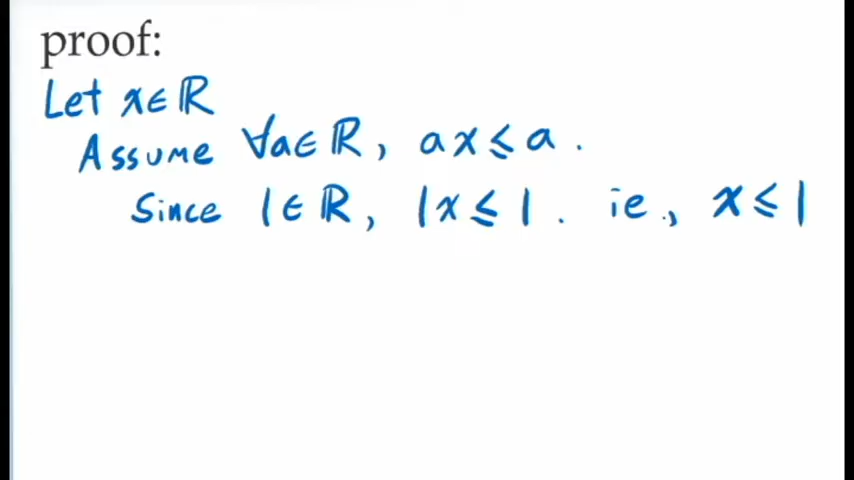 proof:
Let x∈ℝ
Assume ∀a∈ℝ, ax≤a.
Since 1∈ℝ, 1x≤1. ie., x≤1